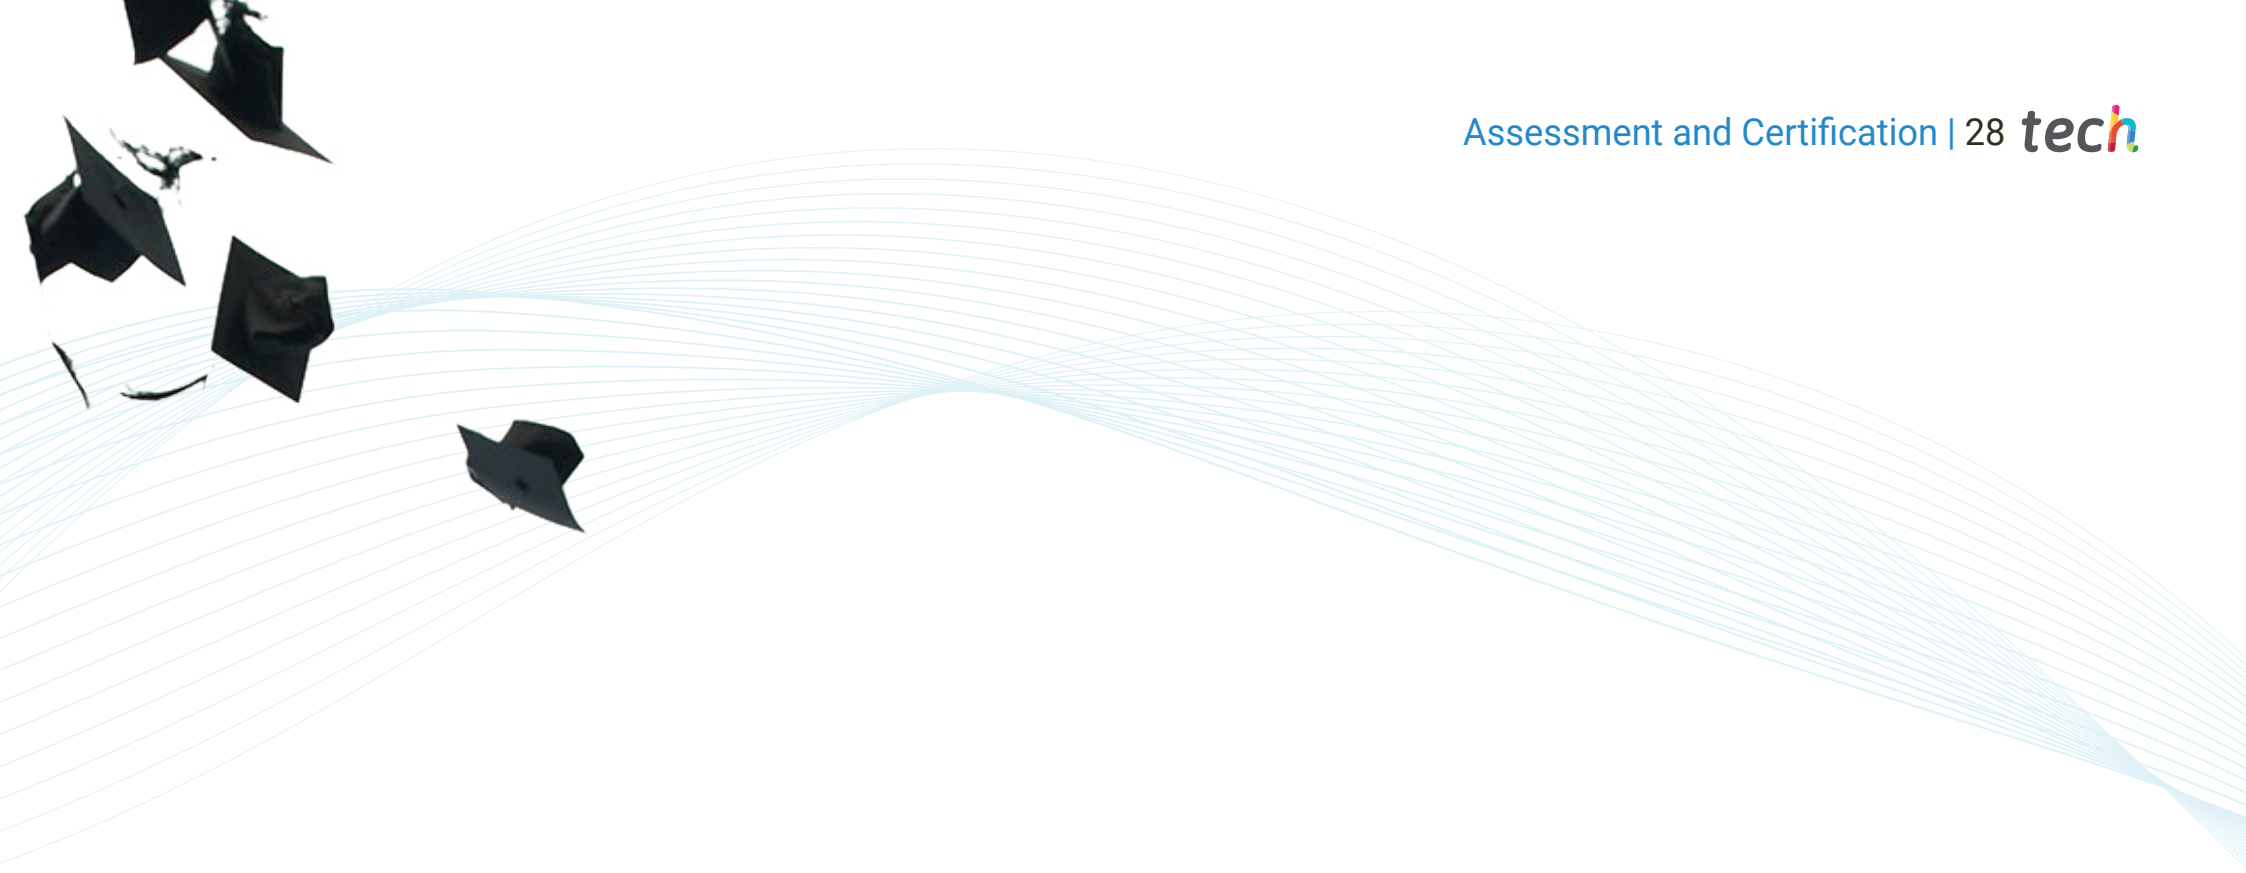 Assessment and Certification | 28 tech